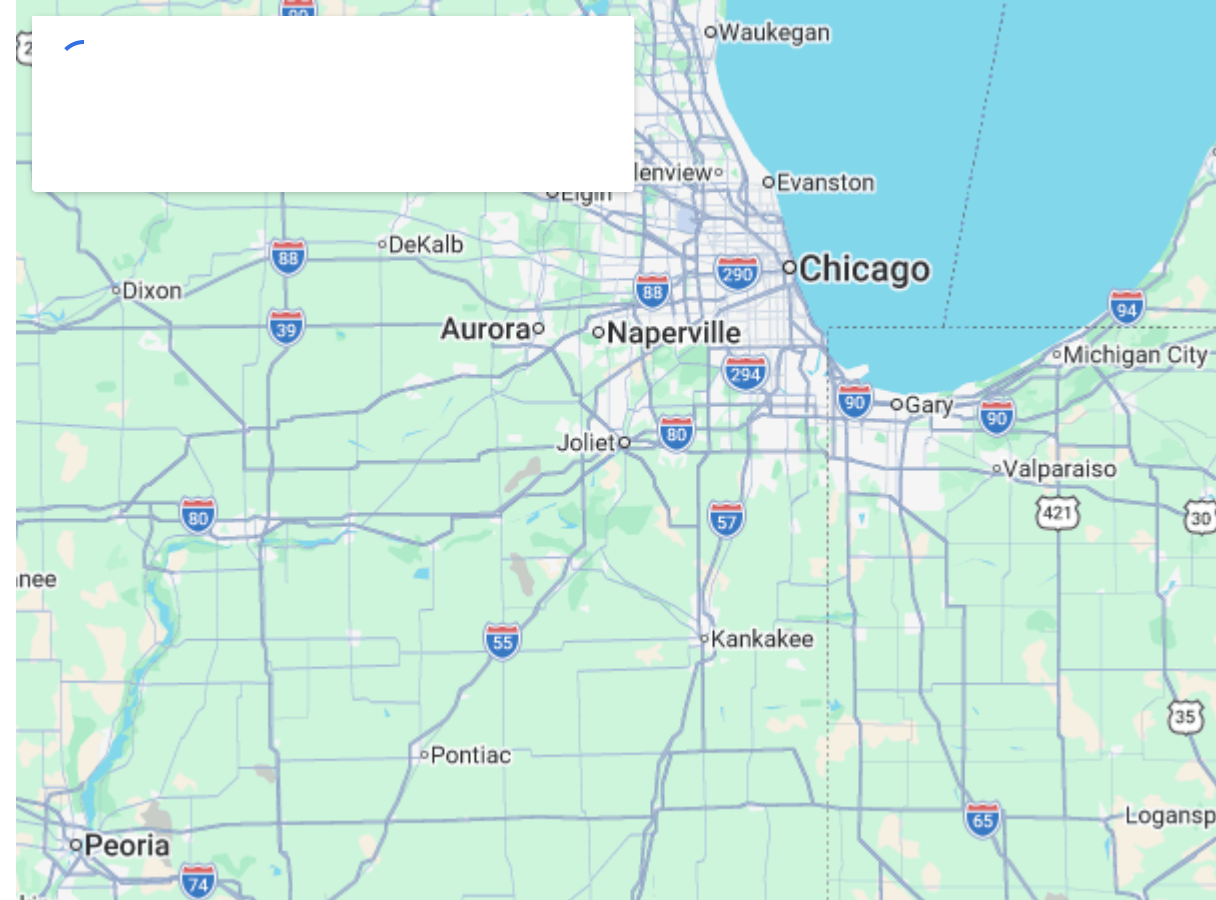 90
Waukegan
lenview
Evanston
Elgin
DeKalb
88
290
Chicago
Dixon
88
94
39
Aurora
Naperville
Michigan City
294
90
Gary
90
Joliet
80
Valparaiso
80
57
421
30
nee
55
Kankakee
35
Pontiac
65
Logansp
Peoria
74